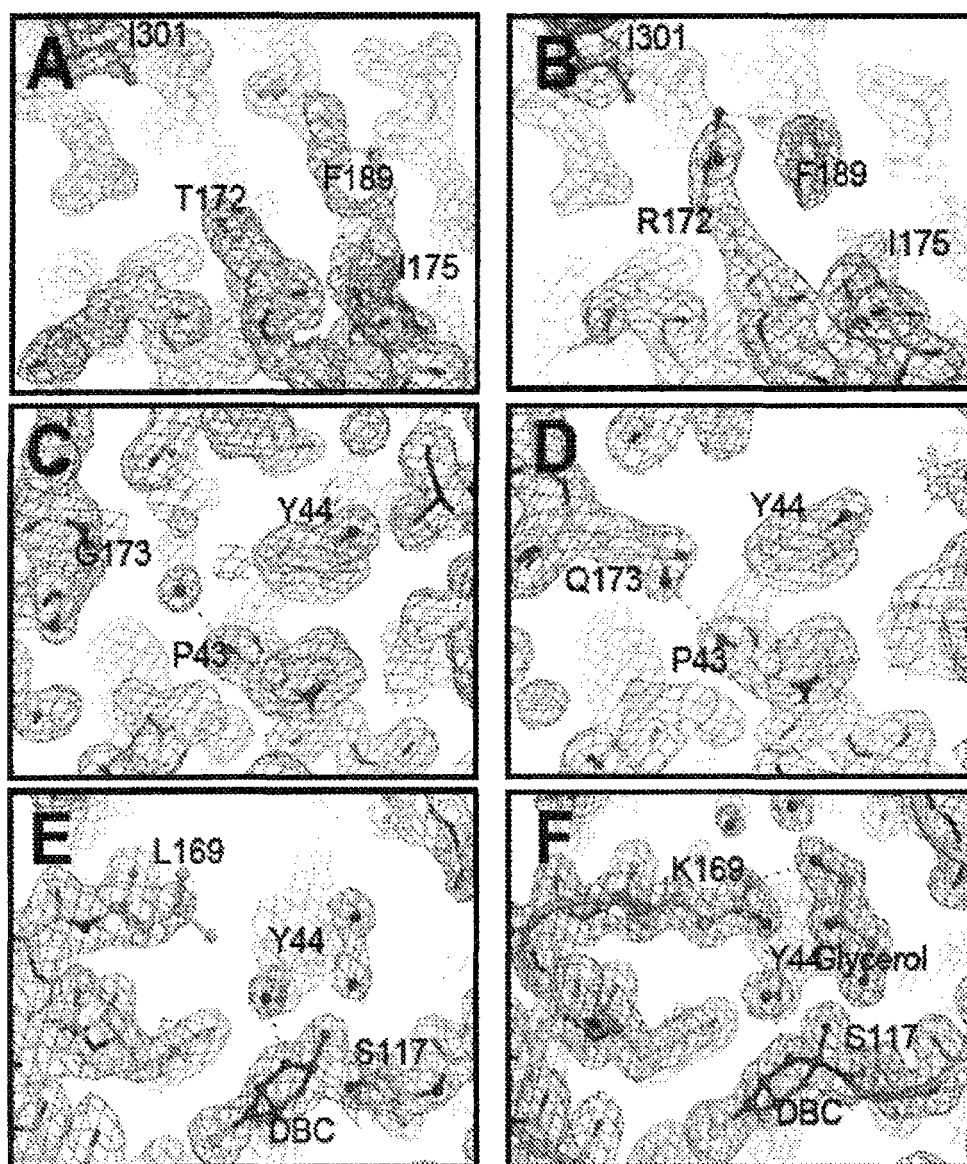 A
I301
T172
F189
I175
B
I301
R172
F189
I175
C
Y44
G173
P43
D
Y44
Q173
P43
E
L169
Y44
S117
DBC
F
K169
Y44
Glycerol
S117
DBC